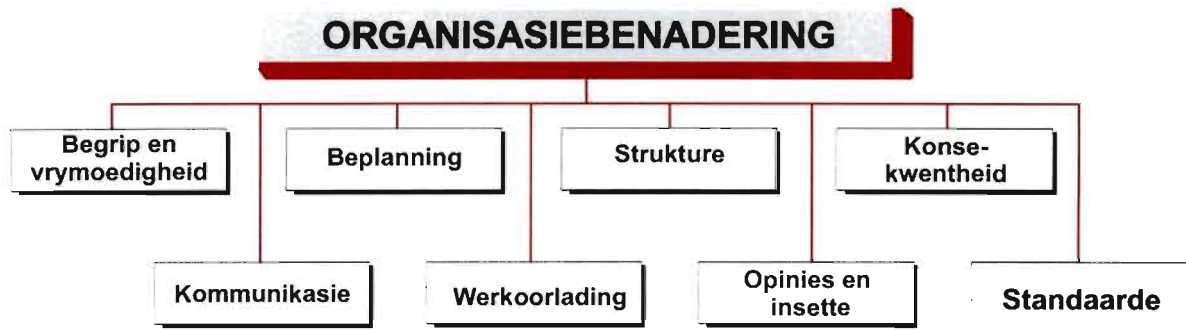 ORGANISASIEBENADERING
Begrip en
vrymoedigheid
Beplanning
Strukture
Konse-
kwentheid
Kommunikasie
Werkoorlading
Opinies en
insette
Standaarde